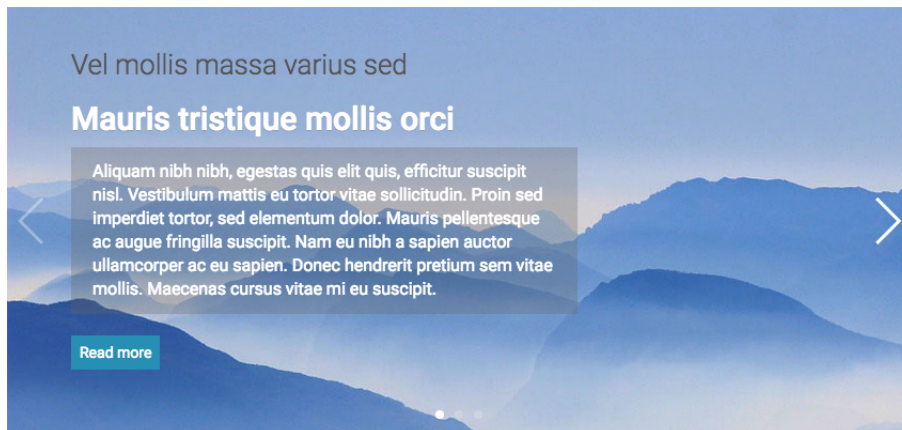 Vel mollis massa varius sed
Mauris tristique mollis orci
Aliquam nibh nibh, egestas quis elit quis, efficitur suscipit
nisl. Vestibulum mattis eu tortor vitae sollicitudin. Proin sed
imperdiet tortor, sed elementum dolor. Mauris pellentesque
ac augue fringilla suscipit. Nam eu nibh a sapien auctor
ullamcorper ac eu sapien. Donec hendrerit pretium sem vitae
mollis. Maecenas cursus vitae mi eu suscipit.
Read more